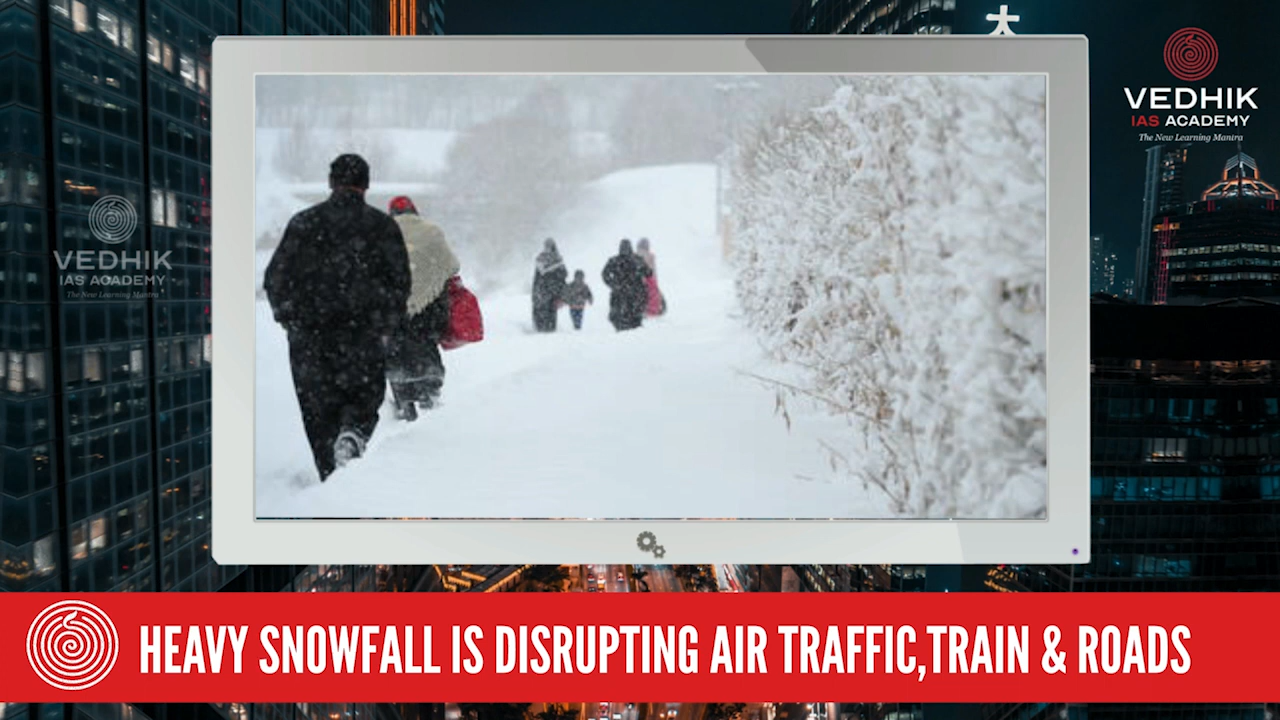 VEDHIK
IAS ACADEMY
The New Learning Mantra
VEDHIK
IAS ACADEMY
The New Learning Mantra
HEAVY SNOWFALL IS DISRUPTING AIR TRAFFIC,TRAIN & ROADS